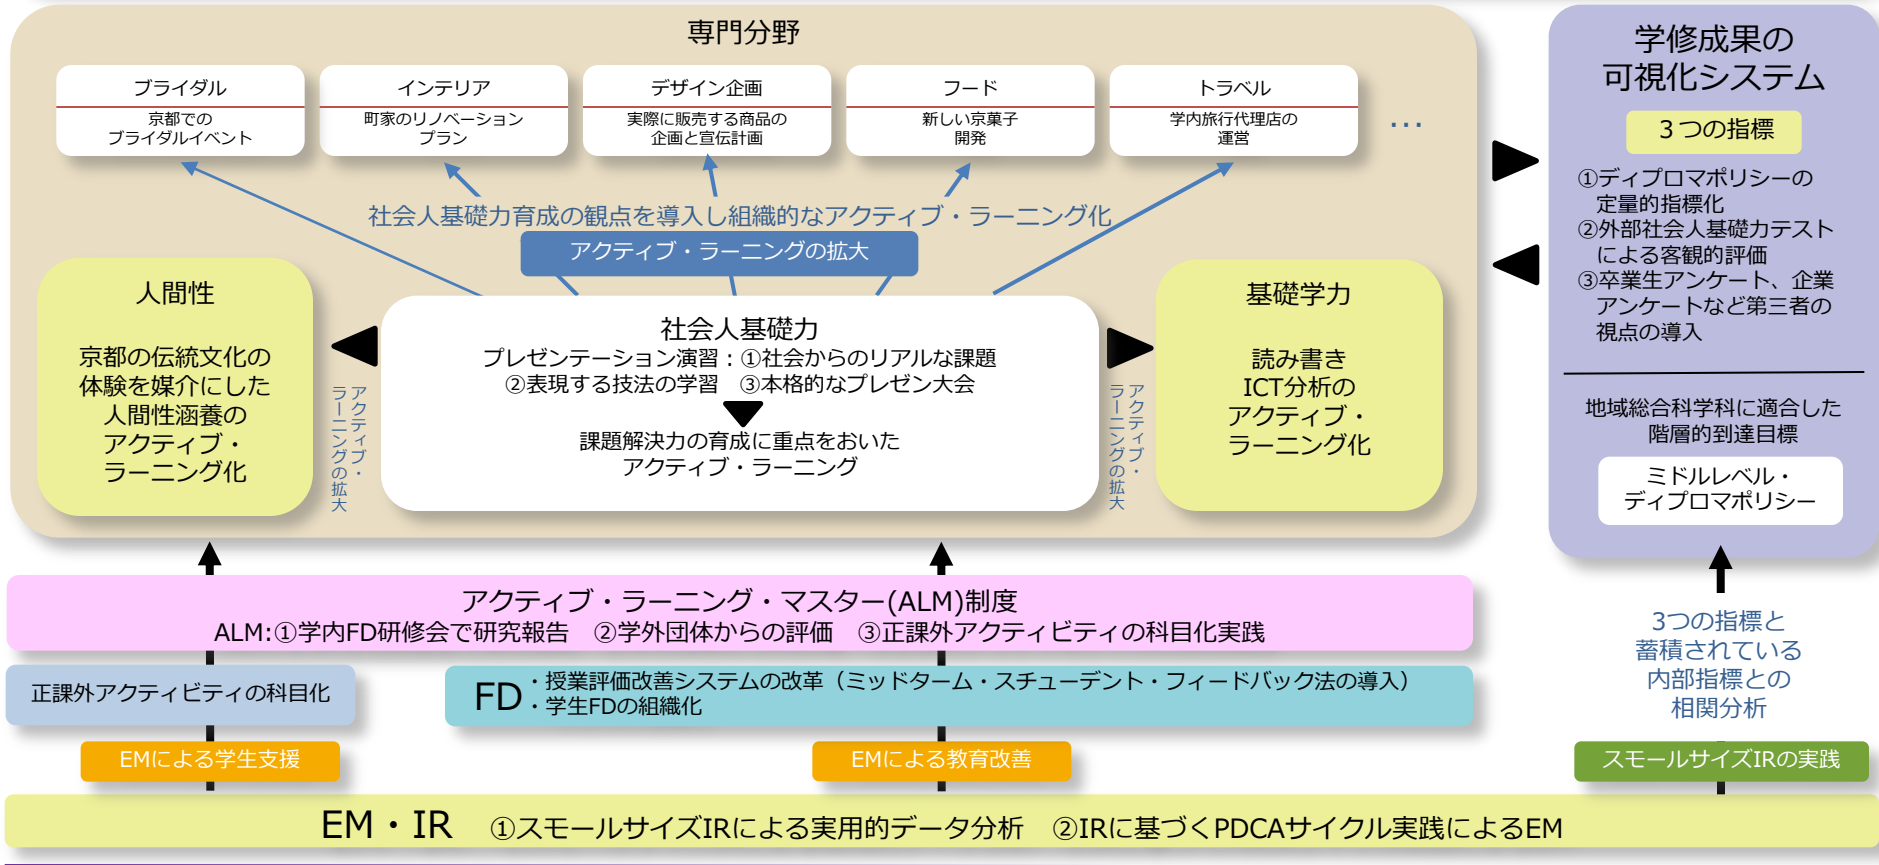 専門分野
ブライダル
京都での
ブライダルイベント
インテリア
町家のリノベーション
プラン
デザイン企画
実際に販売する商品の
企画と宣伝計画
フード
新しい京菓子
開発
トラベル
学内旅行代理店の
運営
…
社会人基礎力育成の観点を導入し組織的なアクティブ・ラーニング化
アクティブ・ラーニングの拡大
人間性
京都の伝統文化の
体験を媒介にした
人間性涵養の
アクティブ・
ラーニング化
アクティブ・
ラーニングの拡大
社会人基礎力
プレゼンテーション演習：①社会からのリアルな課題
②表現する技法の学習　③本格的なプレゼン大会
課題解決力の育成に重点をおいた
アクティブ・ラーニング
アクティブ・
ラーニングの拡大
基礎学力
読み書き
ICT分析の
アクティブ・
ラーニング化
学修成果の
可視化システム
３つの指標
①ディプロマポリシーの
定量的指標化
②外部社会人基礎力テスト
による客観的評価
③卒業生アンケート、企業
アンケートなど第三者の
視点の導入
地域総合科学科に適合した
階層的到達目標
ミドルレベル・
ディプロマポリシー
アクティブ・ラーニング・マスター(ALM)制度
ALM:①学内FD研修会で研究報告　②学外団体からの評価　③正課外アクティビティの科目化実践
正課外アクティビティの科目化
FD
・授業評価改善システムの改革（ミッドターム・スチューデント・フィードバック法の導入）
・学生FDの組織化
3つの指標と
蓄積されている
内部指標との
相関分析
EMによる学生支援
EMによる教育改善
スモールサイズIRの実践
EM・IR　①スモールサイズIRによる実用的データ分析　②IRに基づくPDCAサイクル実践によるEM